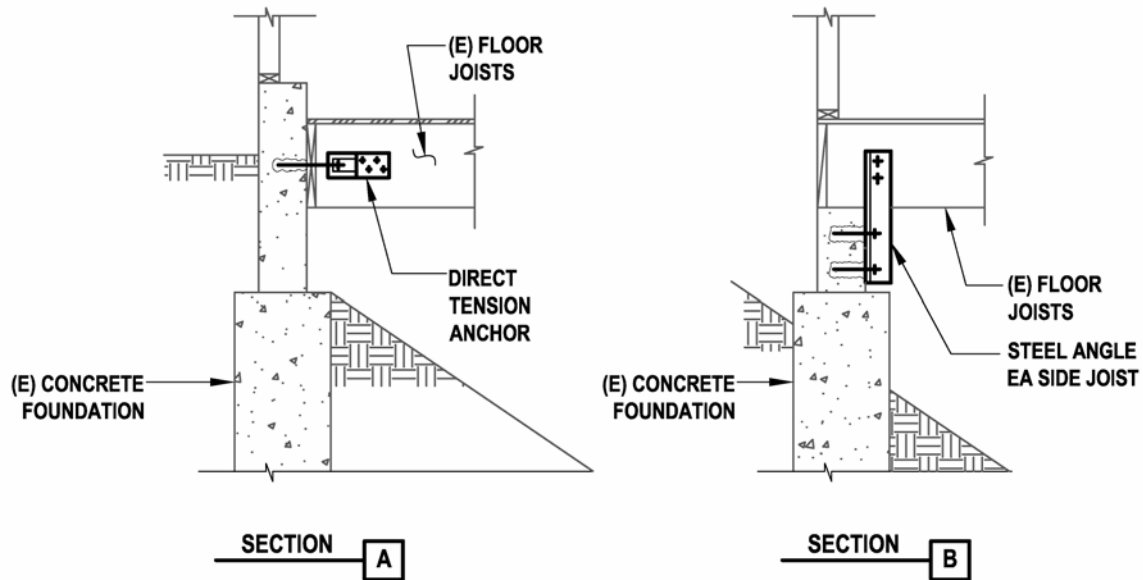 (E) FLOOR
JOISTS
DIRECT
TENSION
ANCHOR
(E) CONCRETE
FOUNDATION
SECTION A
(E) FLOOR
JOISTS
STEEL ANGLE
EA SIDE JOIST
(E) CONCRETE
FOUNDATION
SECTION B